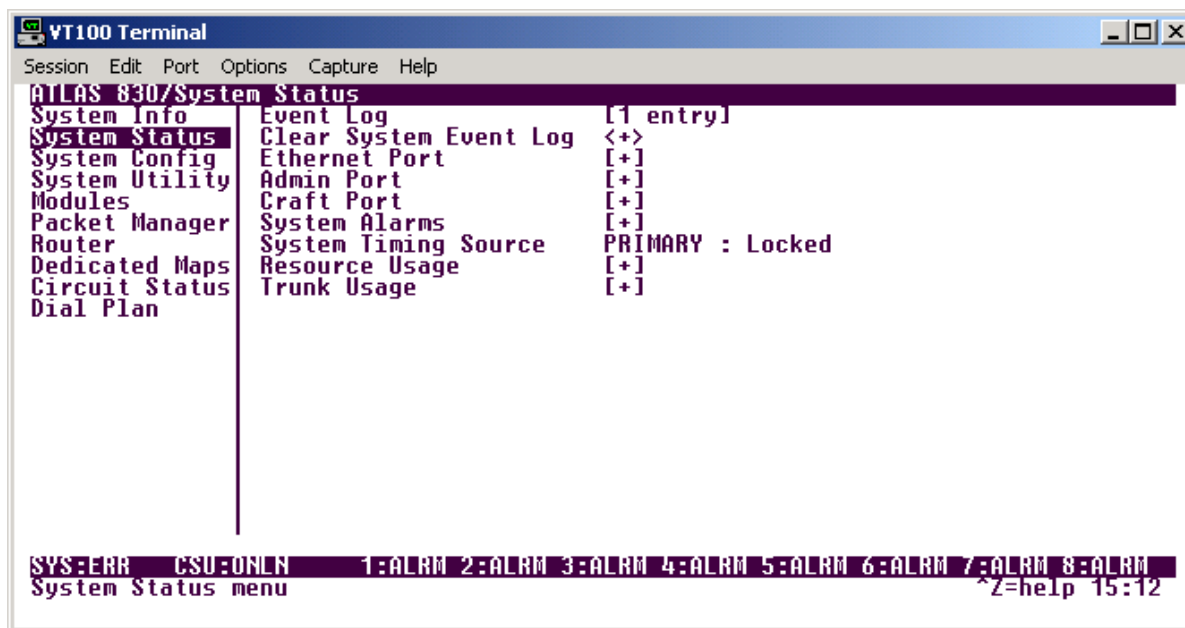 VT100 Terminal
Session Edit Port Options Capture Help
ATLAS 830/System Status
System Info Event Log [1 entry]
System Status Clear System Event Log <+>
System Config Ethernet Port [+]
System Utility Admin Port [+]
Modules Craft Port [+]
Packet Manager System Alarms [+]
Router System Timing Source PRIMARY : Locked
Dedicated Maps Resource Usage [+]
Circuit Status Trunk Usage [+]
Dial Plan
SYS:ERR CSU:ONLN 1:ALRM 2:ALRM 3:ALRM 4:ALRM 5:ALRM 6:ALRM 7:ALRM 8:ALRM
System Status menu ^Z=help 15:12